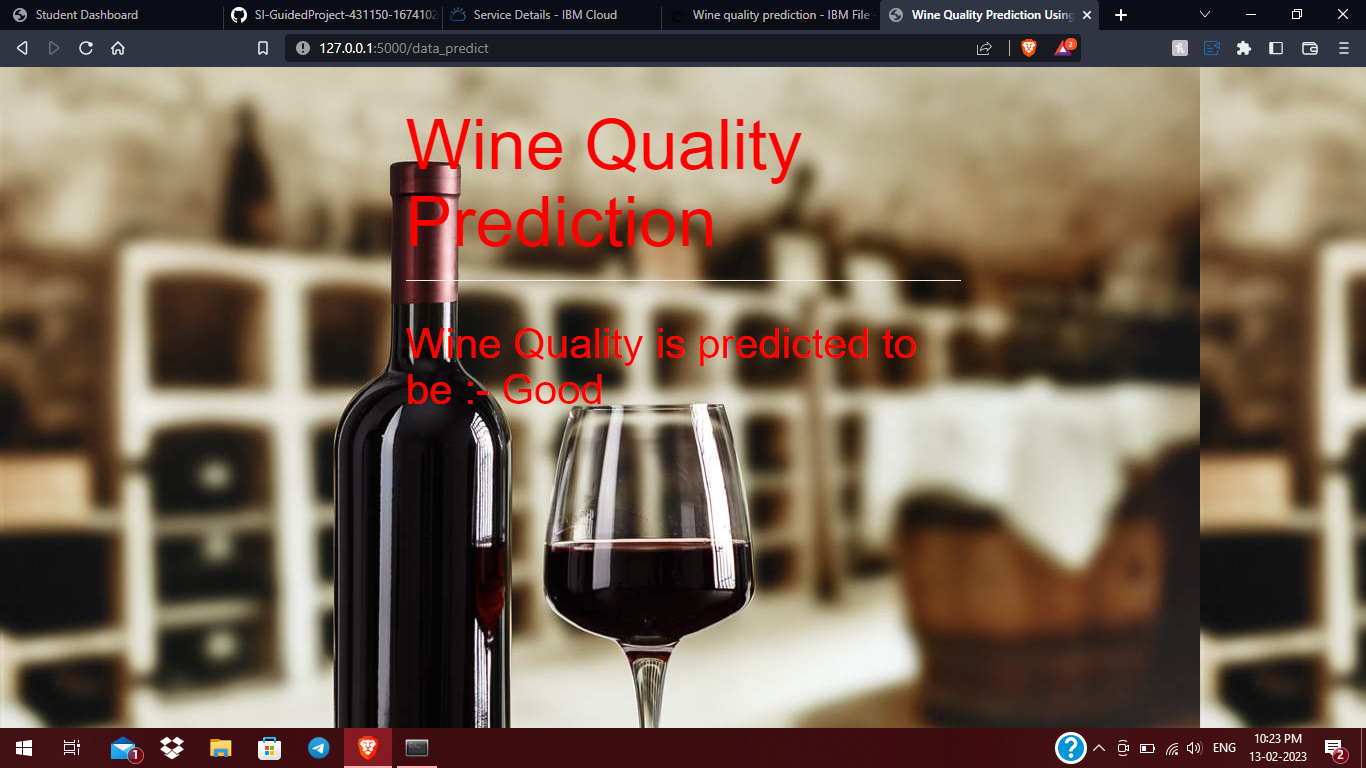 Student Dashboard
SI-GuidedProject-431150-1674102
Service Details - IBM Cloud
Wine quality prediction - IBM File
Wine Quality Prediction Using
127.0.0.1:5000/data_predict
2
Wine Quality
Prediction
Wine Quality is predicted to
be :- Good
1
ENG
10:23 PM
13-02-2023
2